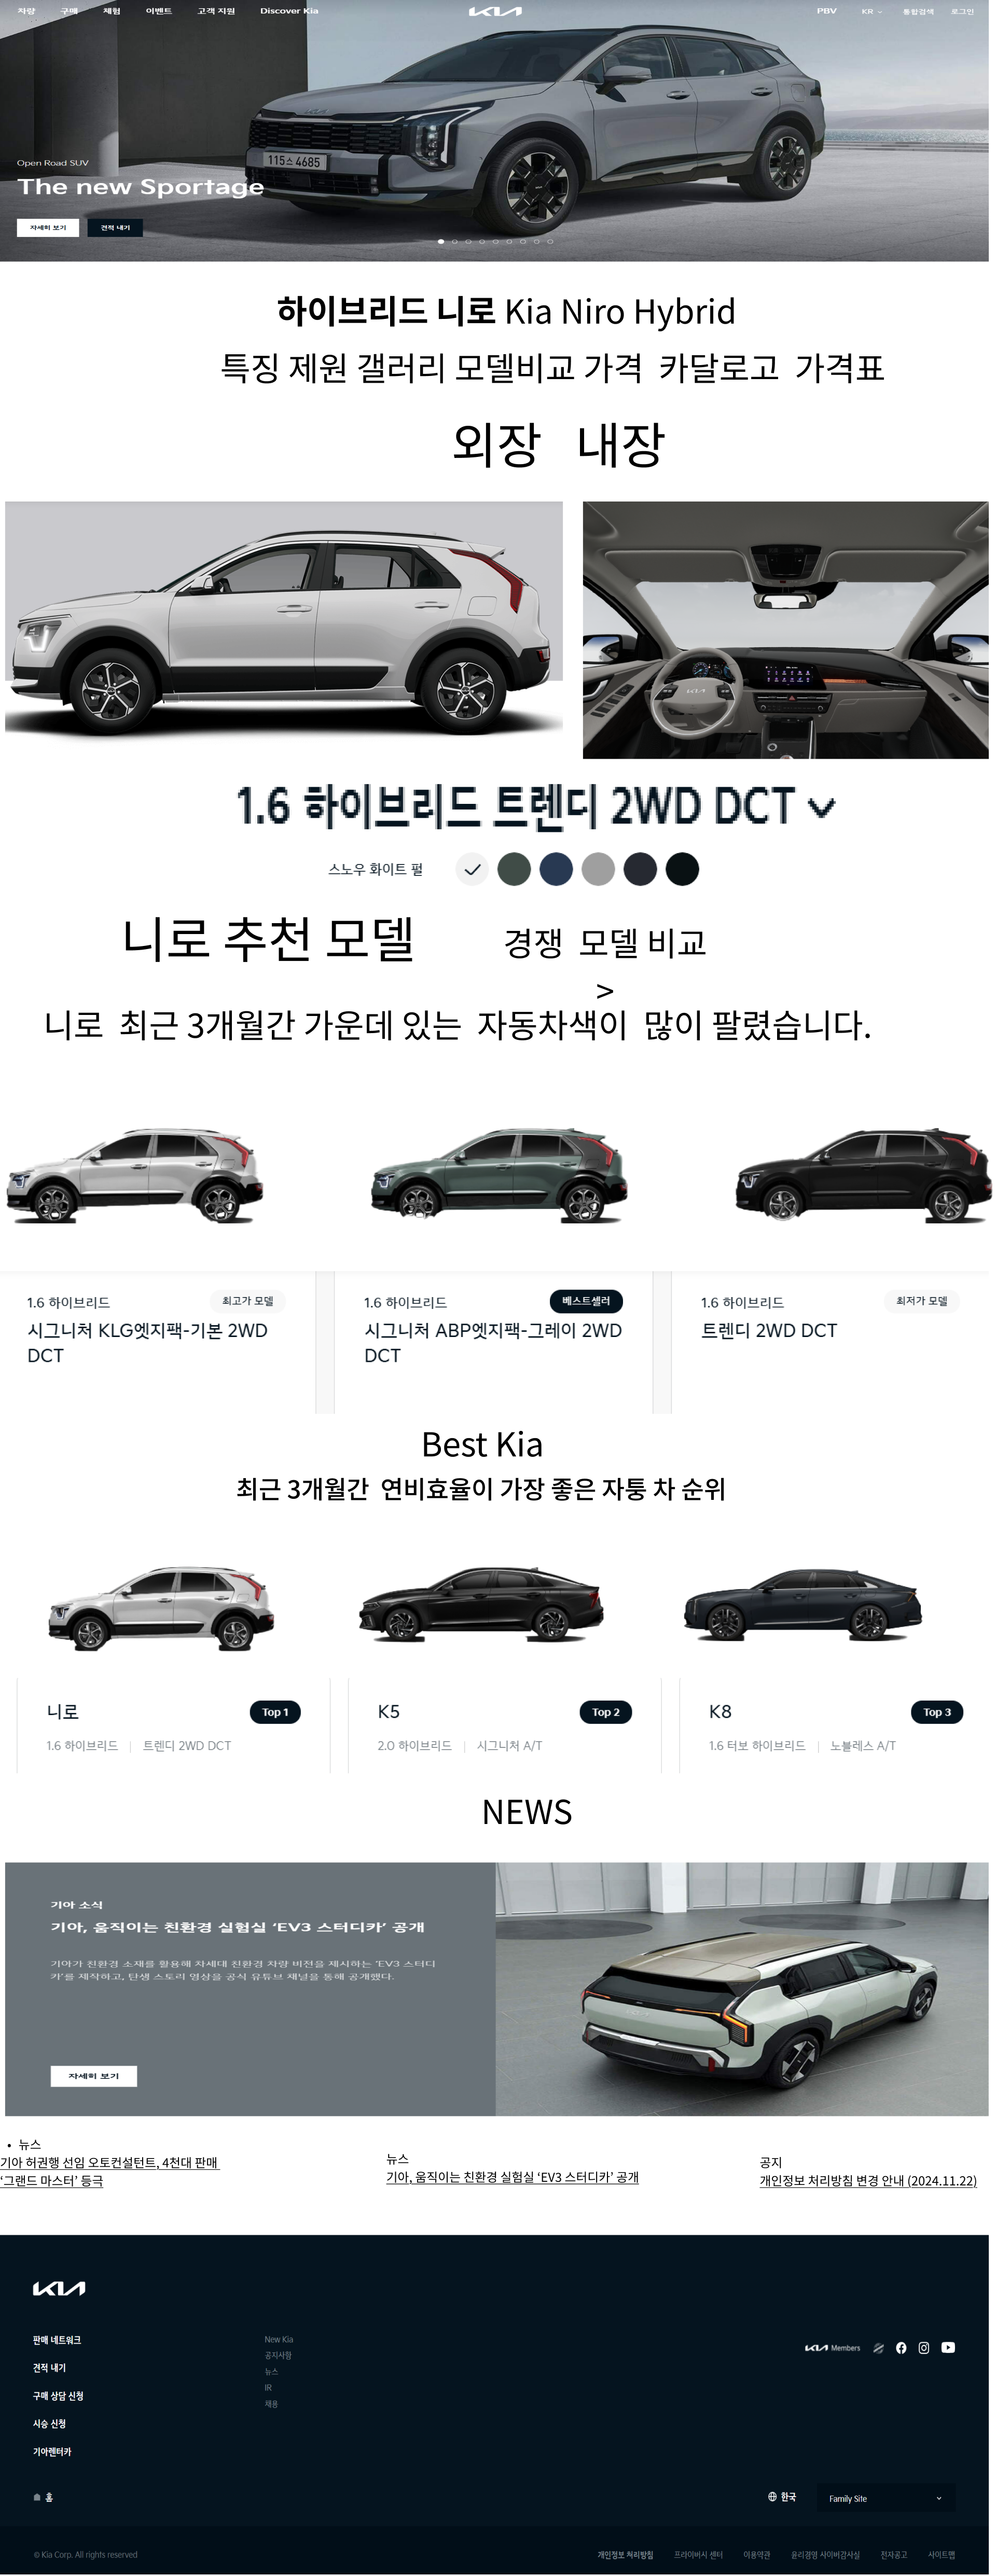 차량 구매 체험 이벤트 고객 지원 Discover Kia KIA PBV KR 통합검색 로그인
115스 4685
Open Road SUV
The new Sportage
자세히 보기 견적 내기
하이브리드 니로 Kia Niro Hybrid
특징 제원 갤러리 모델비교 가격 카달로고 가격표
외장 내장
1.6 하이브리드 트렌디 2WD DCT
스노우 화이트 펄
니로 추천 모델 경쟁 모델 비교
>
니로 최근 3개월간 가운데 있는 자동차색이 많이 팔렸습니다.
1.6 하이브리드 최고가 모델
시그니처 KLG엣지팩-기본 2WD
DCT
1.6 하이브리드 베스트셀러
시그니처 ABP엣지팩-그레이 2WD
DCT
1.6 하이브리드 최저가 모델
트렌디 2WD DCT
Best Kia
최근 3개월간 연비효율이 가장 좋은 자퉁 차 순위
니로 Top 1
1.6 하이브리드 | 트렌디 2WD DCT
K5 Top 2
2.0 하이브리드 | 시그니처 A/T
K8 Top 3
1.6 터보 하이브리드 | 노블레스 A/T
NEWS
기아 소식
기아, 움직이는 친환경 실험실 ‘EV3 스터디카’ 공개
기아가 친환경 소재를 활용해 차세대 친환경 차량 비전을 제시하는 ‘EV3 스터디
카’를 제작하고, 탄생 스토리 영상을 공식 유튜브 채널을 통해 공개했다.
자세히 보기
• 뉴스
기아 허권행 선임 오토컨설턴트, 4천대 판매
‘그랜드 마스터’ 등극
뉴스
기아, 움직이는 친환경 실험실 ‘EV3 스터디카’ 공개
공지
개인정보 처리방침 변경 안내 (2024.11.22)
KIA
판매 네트워크
견적 내기
구매 상담 신청
시승 신청
기아렌터카
New Kia
공지사항
뉴스
IR
채용
KIA Members
홈
한국 Family Site
© Kia Corp. All rights reserved
개인정보 처리방침 프라이버시 센터 이용약관 윤리경영 사이버감사실 전자공고 사이트맵